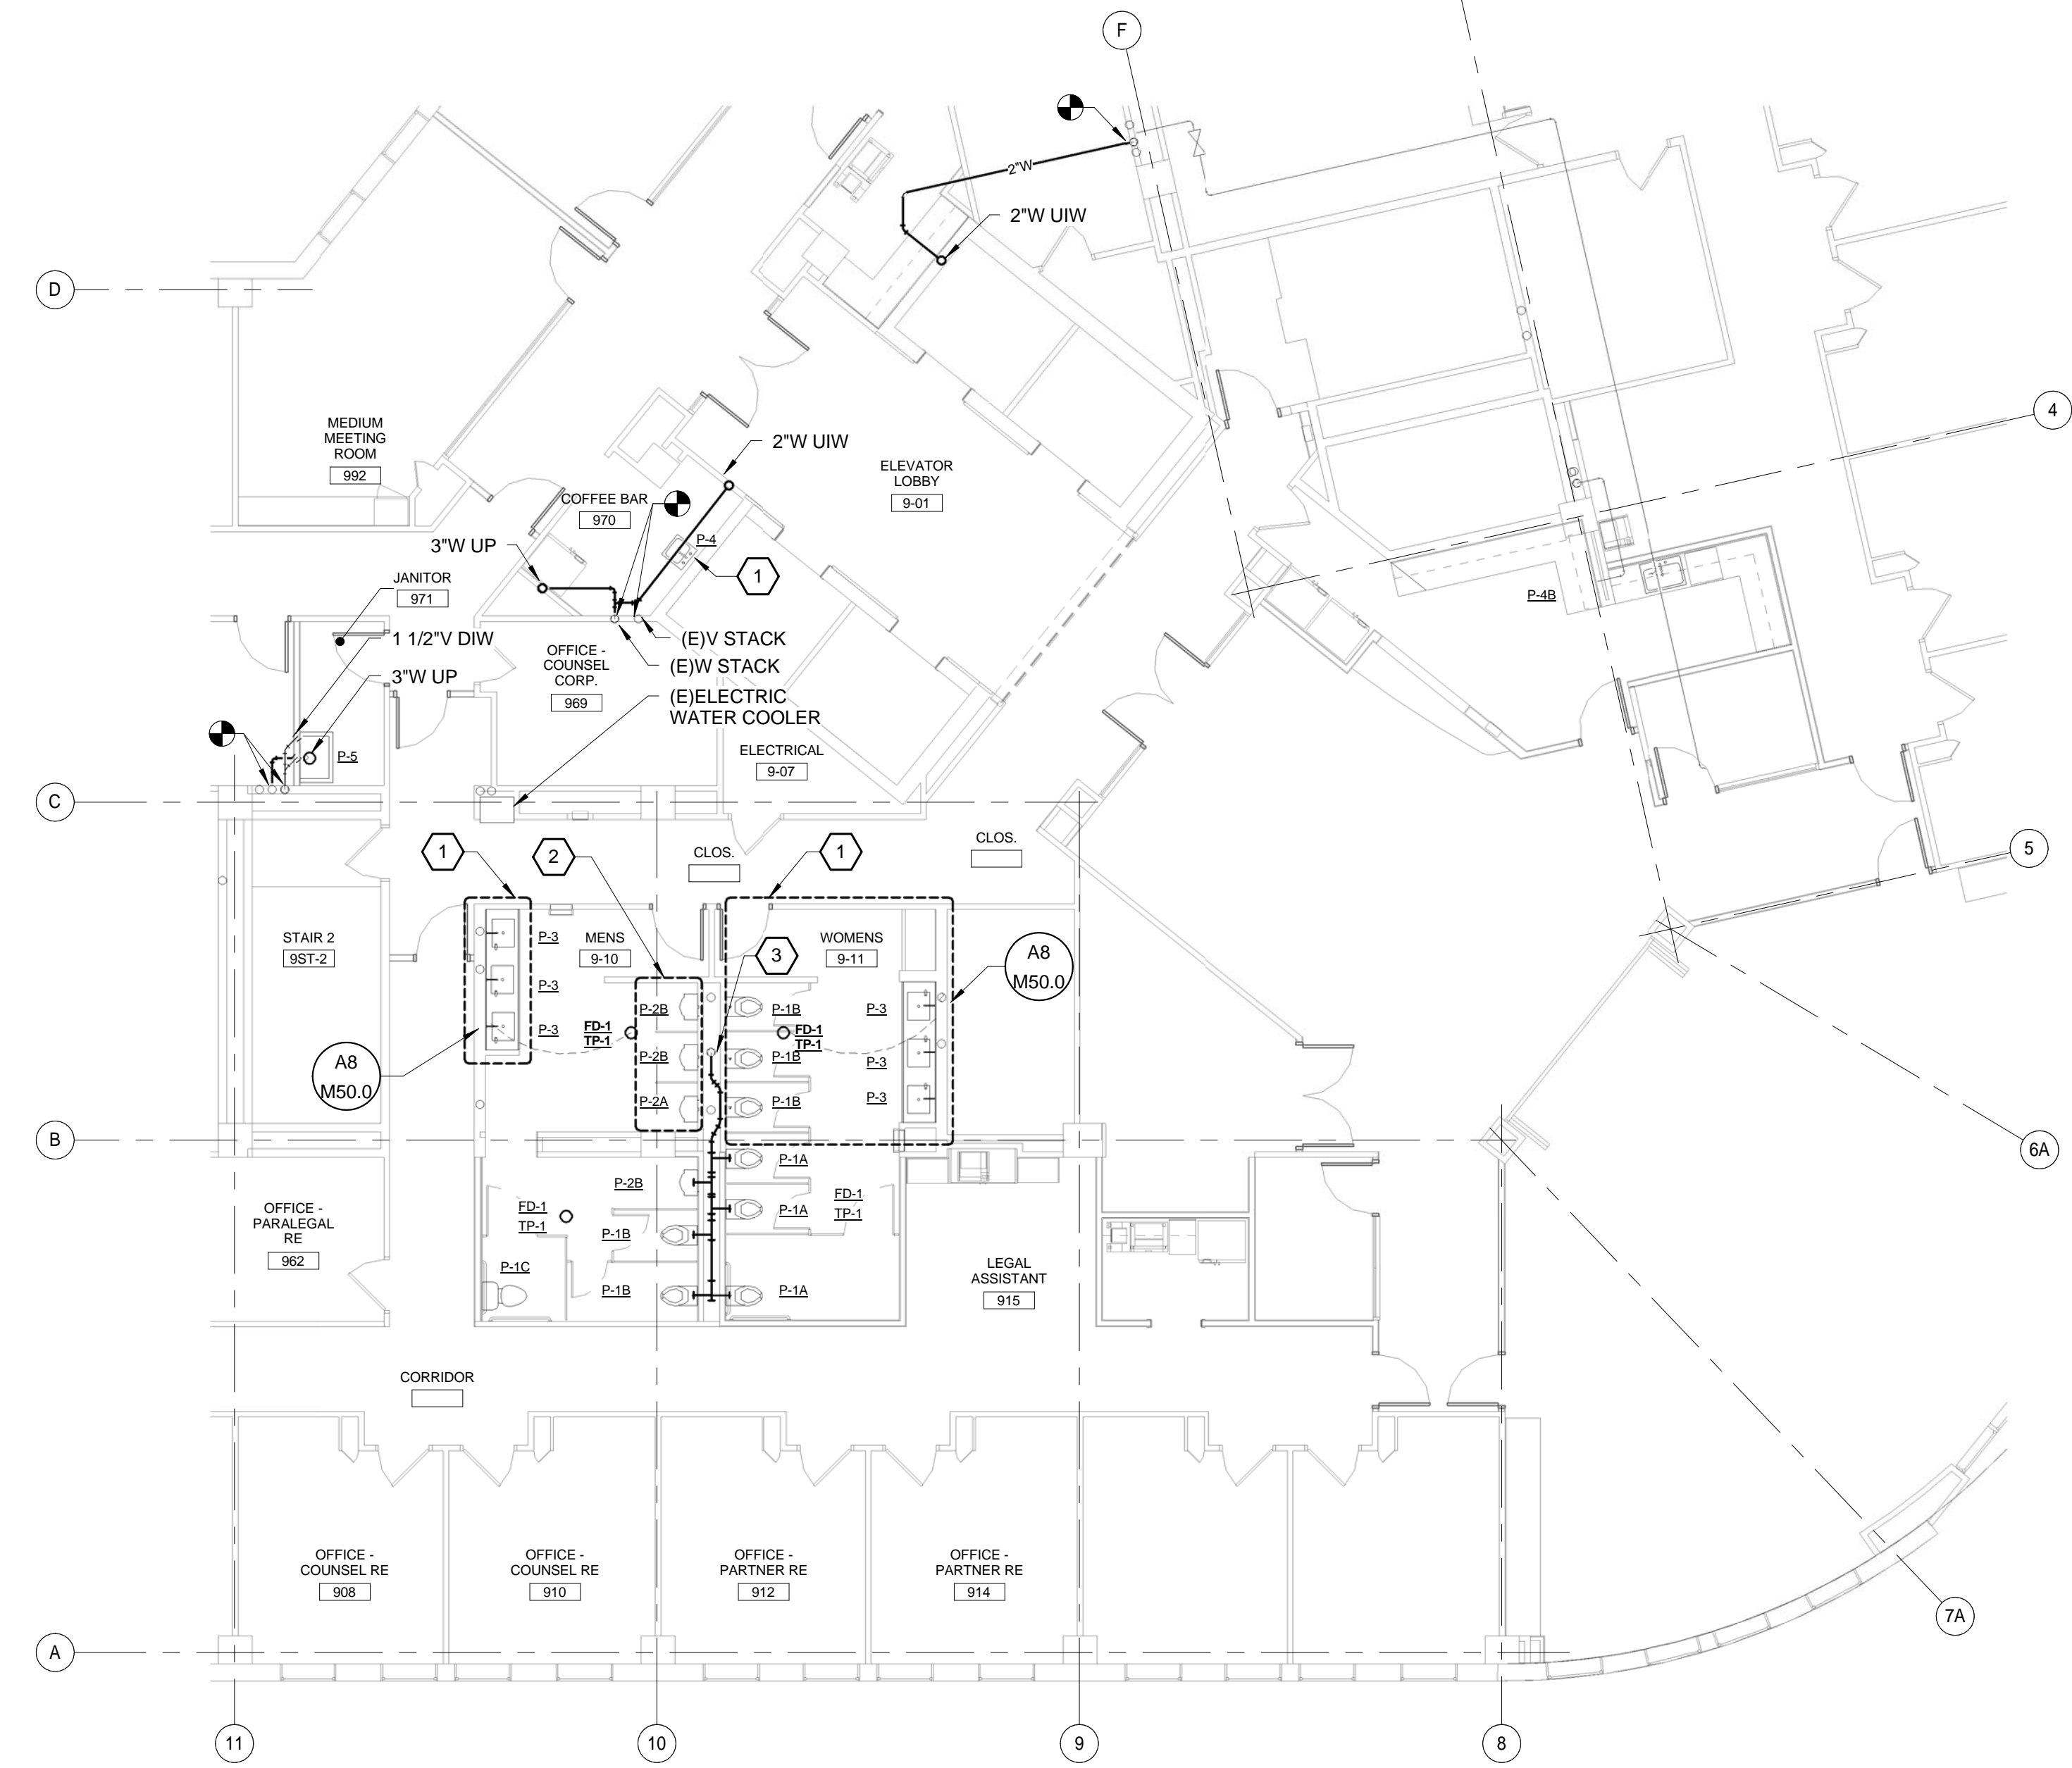 F
2"W
2"W UIW
D
4
MEDIUM
MEETING
ROOM
992
2"W UIW
ELEVATOR
LOBBY
9-01
COFFEE BAR
970
P-4
3"W UP
1
JANITOR
971
P-4B
1 1/2"V DIW
(E)V STACK
OFFICE -
COUNSEL
CORP.
969
(E)W STACK
3"W UP
(E)ELECTRIC
WATER COOLER
P-5
ELECTRICAL
9-07
C
1
2
CLOS.
1
CLOS.
5
STAIR 2
9ST-2
P-3
MENS
9-10
3
WOMENS
9-11
A8
M50.0
P-3
P-2B
P-1B
P-3
P-3
FD-1
TP-1
FD-1
TP-1
P-2B
P-1B
P-3
A8
M50.0
P-2A
P-1B
P-3
B
6A
P-1A
P-2B
FD-1
TP-1
P-1A
FD-1
TP-1
OFFICE -
PARALEGAL
RE
962
P-1B
P-1C
P-1B
P-1A
LEGAL
ASSISTANT
915
CORRIDOR
OFFICE -
COUNSEL RE
908
OFFICE -
COUNSEL RE
910
OFFICE -
PARTNER RE
912
OFFICE -
PARTNER RE
914
7A
A
11
10
9
8